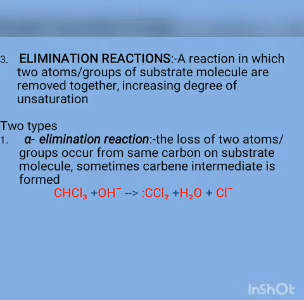 3. ELIMINATION REACTIONS:-A reaction in which
two atoms/groups of substrate molecule are
removed together, increasing degree of
unsaturation
Two types
1. α- elimination reaction:-the loss of two atoms/
groups occur from same carbon on substrate
molecule, sometimes carbene intermediate is
formed
CHCl₃ +OH⁻ --> :CCl₂ +H₂O + Cl⁻
InShOt